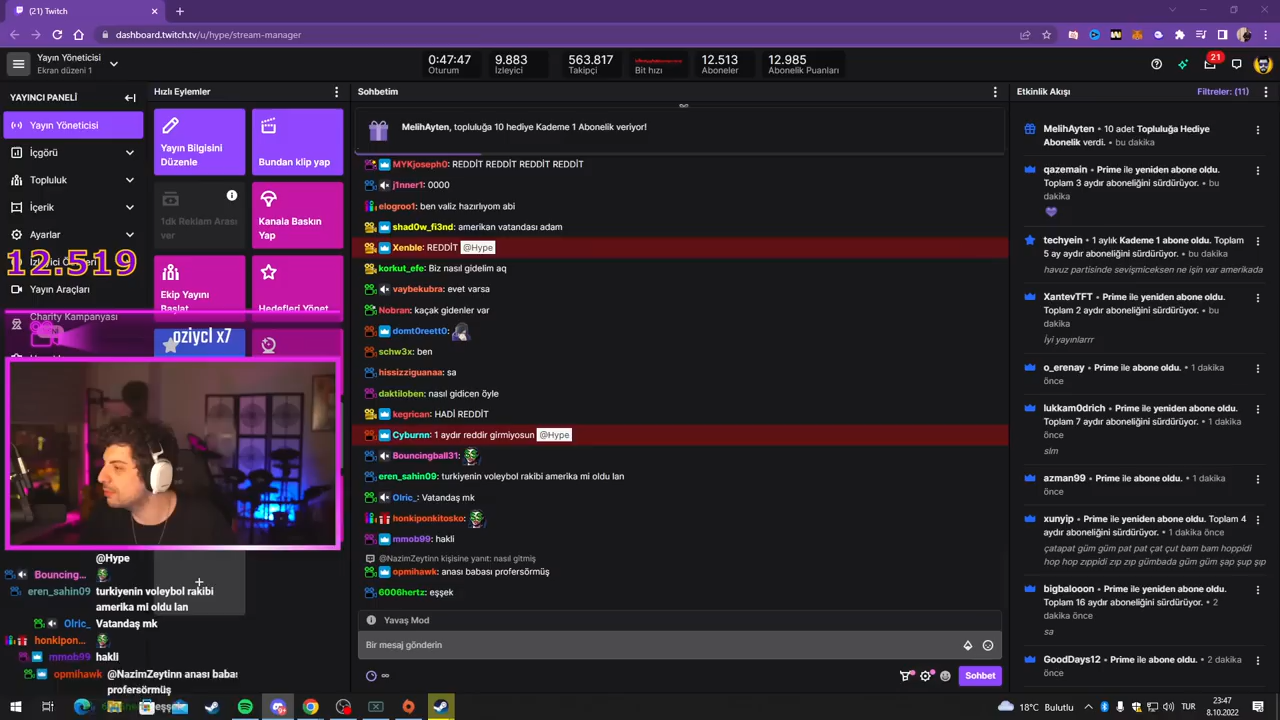 (21) Twitch
dashboard.twitch.tv/u/hype/stream-manager
Yayın Yöneticisi
Ekran düzeni 1
0:47:47
Oturum
9.883
İzleyici
563.817
Takipçi
Bit hızı
12.513
Aboneler
12.985
Abonelik Puanları
21
YAYINCI PANELİ
Yayın Yöneticisi
İçgörü
Topluluk
İçerik
Ayarlar
12.519
Yayın Araçları
Charity Kampanyası
Hızlı Eylemler
Yayın Bilgisini
Düzenle
Bundan klip yap
1dk Reklam Arası
ver
Kanala Baskın
Yap
Ekip Yayını
Başlat
Hedefleri Yönet
oziycl x7
@Hype
Bouncing...
eren_sahin09 turkiyenin voleybol rakibi
amerika mi oldu lan
Olric_ Vatandaş mk
honkipon...
mmob99 hakli
opmihawk @NazimZeytinn anası babası
profersörmüş
Sohbetim
MelihAyten, topluluğa 10 hediye Kademe 1 Abonelik veriyor!
MYKjoseph0: REDDİT REDDİT REDDİT REDDİT
j1nner1: 0000
elogroo1: ben valiz hazırlıyom abi
shad0w_fi3nd: amerikan vatandası adam
Xenble: REDDİT @Hype
korkut_efe: Biz nasıl gidelim aq
vaybekubra: evet varsa
Nobran: kaçak gidenler var
domt0reett0:
schw3x: ben
hissizziguanaa: sa
daktiloben: nasıl gidicen öyle
kegrican: HADİ REDDİT
Cyburnn: 1 aydır reddir girmiyosun @Hype
Bouncingball31:
eren_sahin09: turkiyenin voleybol rakibi amerika mi oldu lan
Olric_: Vatandaş mk
honkiponkitosko:
mmob99: hakli
@NazimZeytinn kişisine yanıt: nasıl gitmiş
opmihawk: anası babası profersörmüş
6006hertz: eşşek
Yavaş Mod
Bir mesaj gönderin
Sohbet
Etkinlik Akışı
Filtreler: (11)
MelihAyten • 10 adet Topluluğa Hediye
Abonelik verdi. • bu dakika
qazemain • Prime ile yeniden abone oldu.
Toplam 3 aydır aboneliğini sürdürüyor. • bu
dakika
techyein • 1 aylık Kademe 1 abone oldu. Toplam
5 ay aydır aboneliğini sürdürüyor. • bu dakika
havuz partisinde sevişmiceksen ne işin var amerikada
XantevTFT • Prime ile yeniden abone oldu.
Toplam 2 aydır aboneliğini sürdürüyor. • bu
dakika
İyi yayınlarrr
o_erenay • Prime ile abone oldu. • 1 dakika
önce
lukkam0drich • Prime ile yeniden abone oldu.
Toplam 7 aydır aboneliğini sürdürüyor. • 1 dakika
önce
slm
azman99 • Prime ile abone oldu. • 1 dakika
önce
xunyip • Prime ile yeniden abone oldu. Toplam 4
aydır aboneliğini sürdürüyor. • 1 dakika önce
çatapat güm güm pat pat çat çut bam bam hoppidi
hop hop zıppidi zıp zıp gümbada güm güm şap şup şıp
bigbalooon • Prime ile yeniden abone oldu.
Toplam 16 aydır aboneliğini sürdürüyor. • 2
dakika önce
sa
GoodDays12 • Prime ile abone oldu. • 2 dakika
önce
18°C Bulutlu
TUR
23:47
8.10.2022